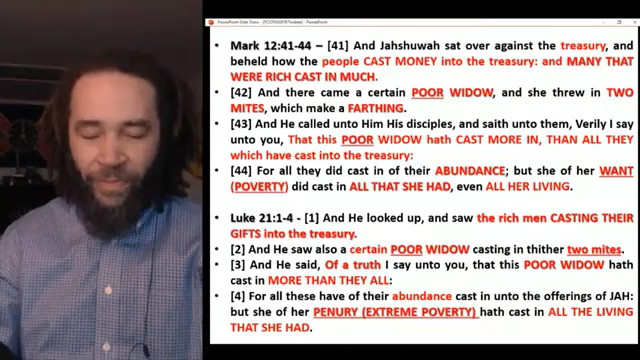 PowerPoint Slide Show - [POORASFIRTindeel] - PowerPoint
• Mark 12:41-44 – [41] And Jahshuwah sat over against the treasury, and
beheld how the people CAST MONEY into the treasury: and MANY THAT
WERE RICH CAST IN MUCH.
• [42] And there came a certain POOR WIDOW, and she threw in TWO
MITES, which make a FARTHING.
• [43] And He called unto Him His disciples, and saith unto them, Verily I say
unto you, That this POOR WIDOW hath CAST MORE IN, THAN ALL THEY
which have cast into the treasury:
• [44] For all they did cast in of their ABUNDANCE; but she of her WANT
(POVERTY) did cast in ALL THAT SHE HAD, even ALL HER LIVING.
• Luke 21:1-4 - [1] And He looked up, and saw the rich men CASTING THEIR
GIFTS into the treasury.
• [2] And He saw also a certain POOR WIDOW casting in thither two mites.
• [3] And He said, Of a truth I say unto you, that this POOR WIDOW hath
cast in MORE THAN THEY ALL:
• [4] For all these have of their abundance cast in unto the offerings of JAH:
but she of her PENURY (EXTREME POVERTY) hath cast in ALL THE LIVING
THAT SHE HAD.